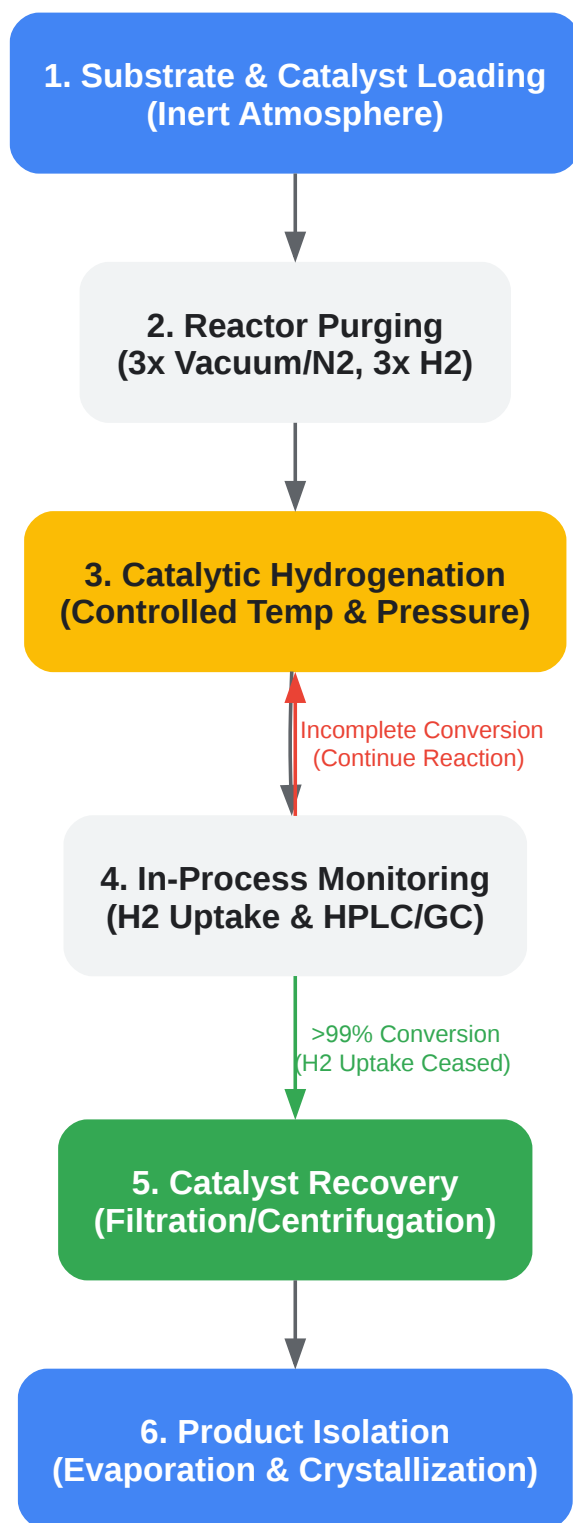 1. Substrate & Catalyst Loading
(Inert Atmosphere)
2. Reactor Purging
(3x Vacuum/N2, 3x H2)
3. Catalytic Hydrogenation
(Controlled Temp & Pressure)
Incomplete Conversion
(Continue Reaction)
4. In-Process Monitoring
(H2 Uptake & HPLC/GC)
>99% Conversion
(H2 Uptake Ceased)
5. Catalyst Recovery
(Filtration/Centrifugation)
6. Product Isolation
(Evaporation & Crystallization)